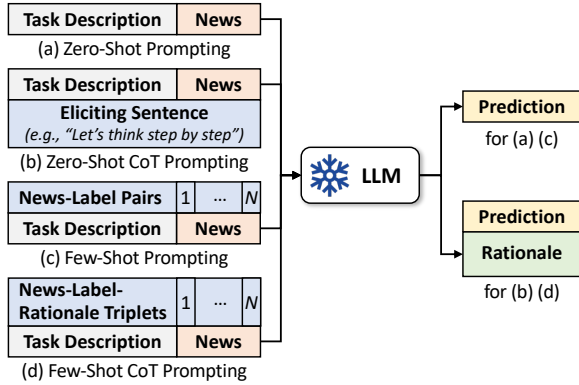 Task Description News
(a) Zero-Shot Prompting
Task Description News
Eliciting Sentence
(e.g., “Let’s think step by step”)
(b) Zero-Shot CoT Prompting
News-Label Pairs 1 ... N
Task Description News
(c) Few-Shot Prompting
News-Label-
Rationale Triplets 1 ... N
Task Description News
(d) Few-Shot CoT Prompting
LLM
Prediction
for (a) (c)
Prediction
Rationale
for (b) (d)